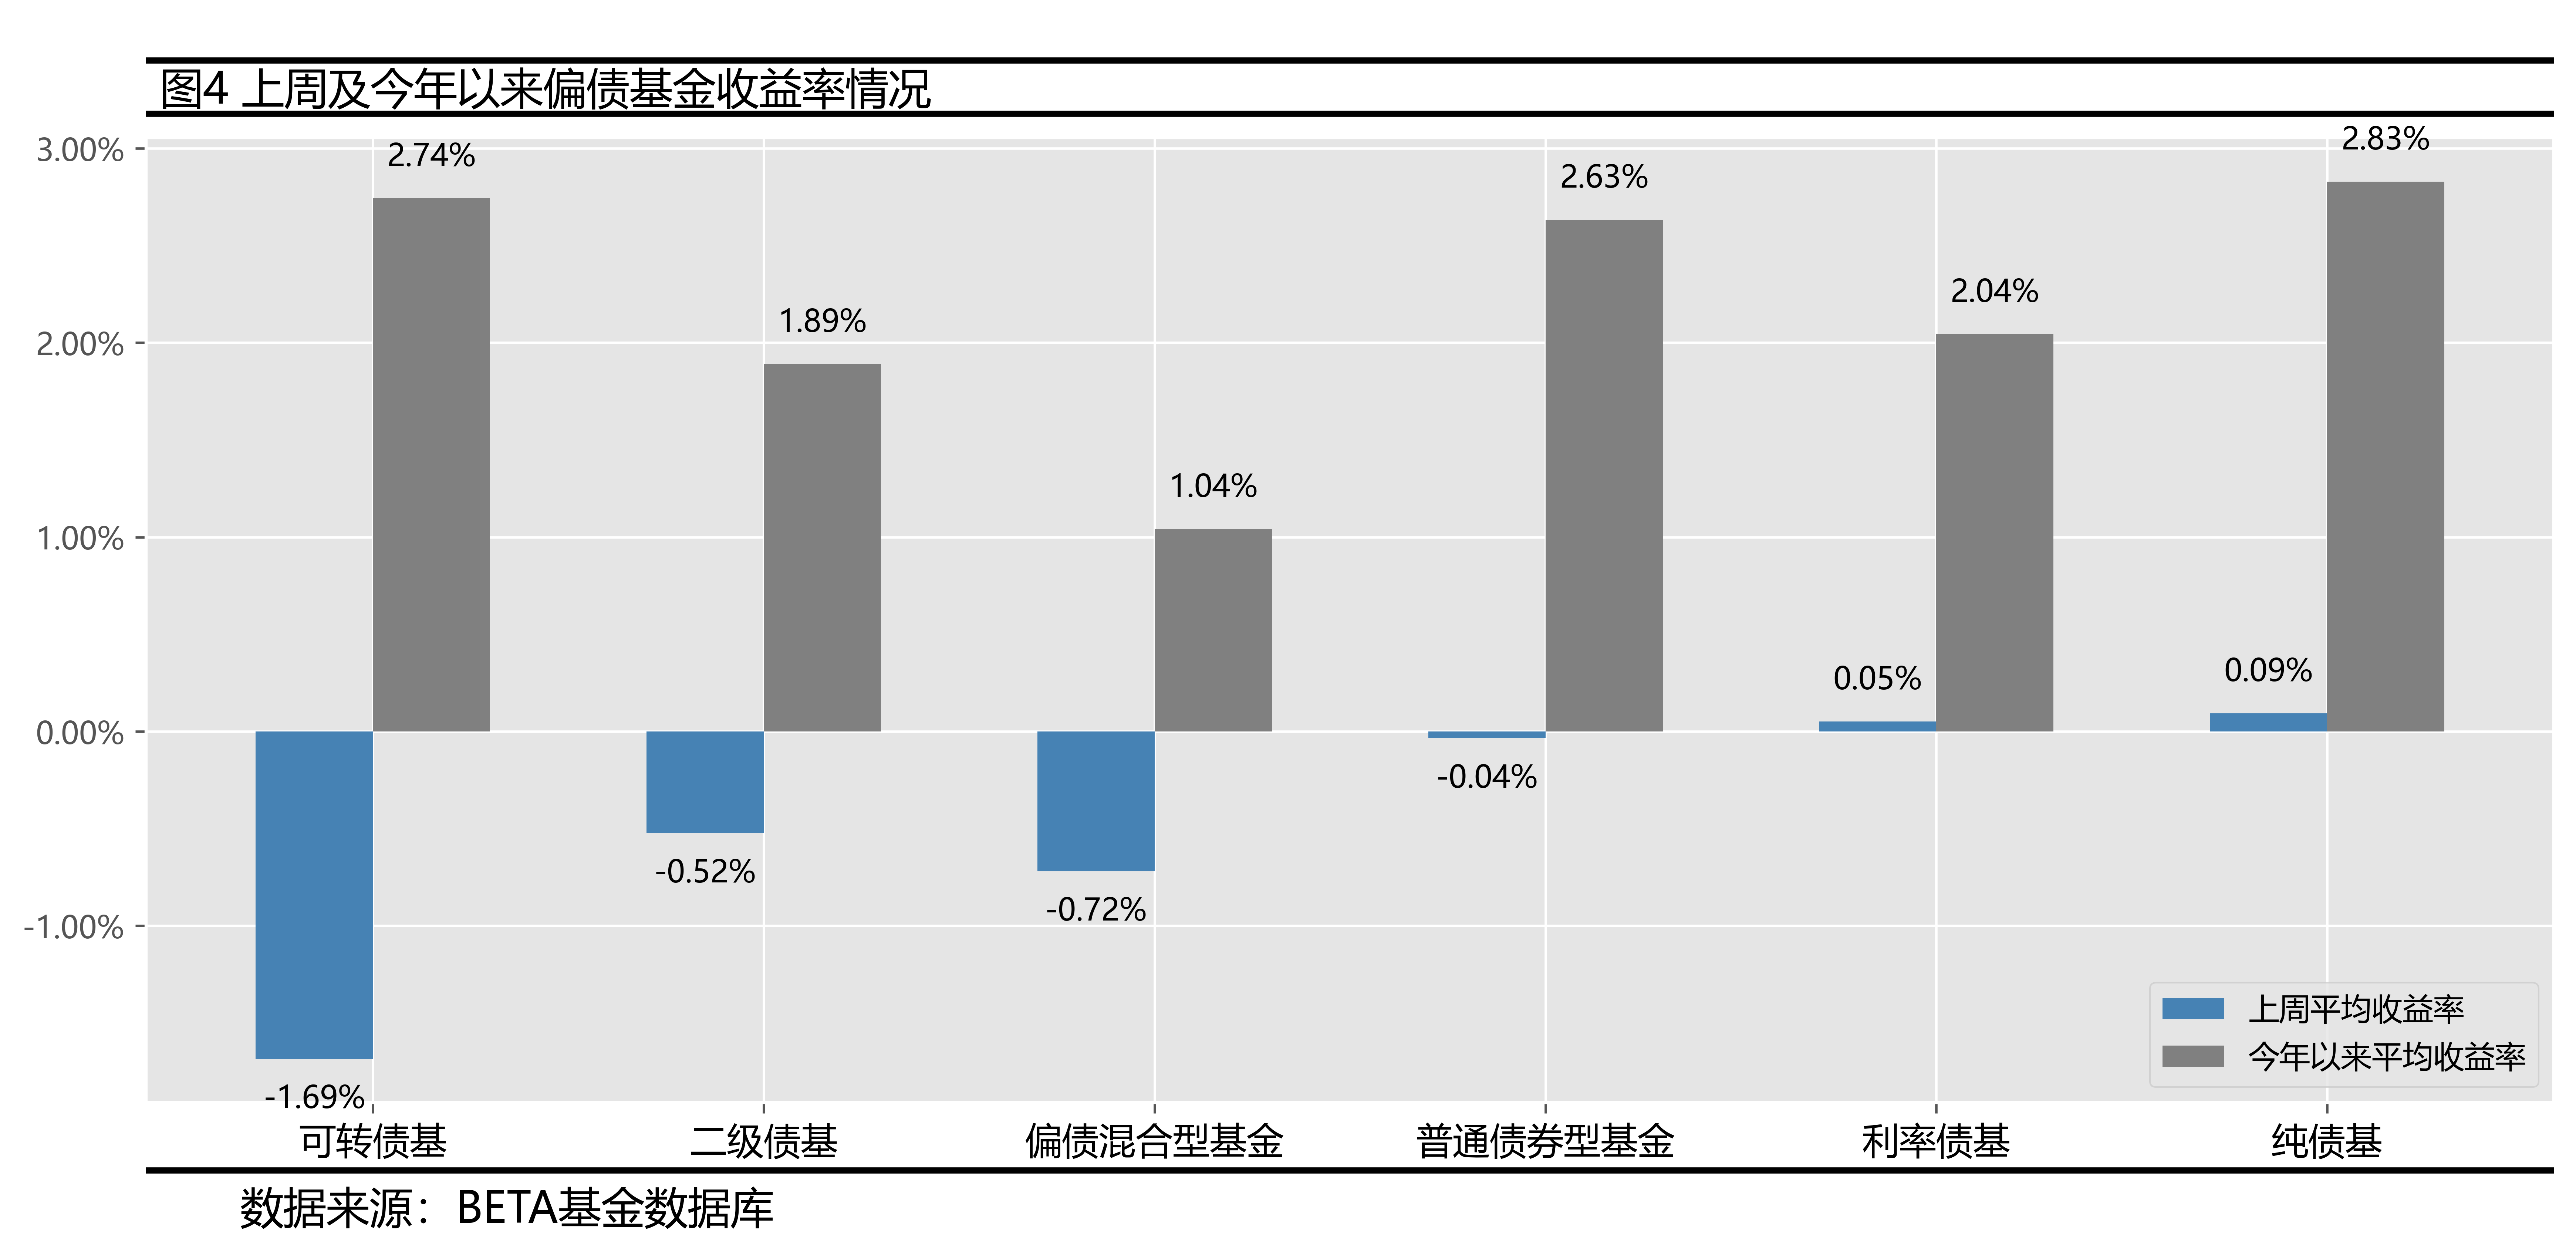 图4 上周及今年以来偏债基金收益率情况
3.00%
2.00%
1.00%
0.00%
-1.00%
2.74%
1.89%
1.04%
2.63%
2.04%
2.83%
-1.69%
-0.52%
-0.72%
-0.04%
0.05%
0.09%
上周平均收益率
今年以来平均收益率
可转债基
二级债基
偏债混合型基金
普通债券型基金
利率债基
纯债基
数据来源：BETA基金数据库